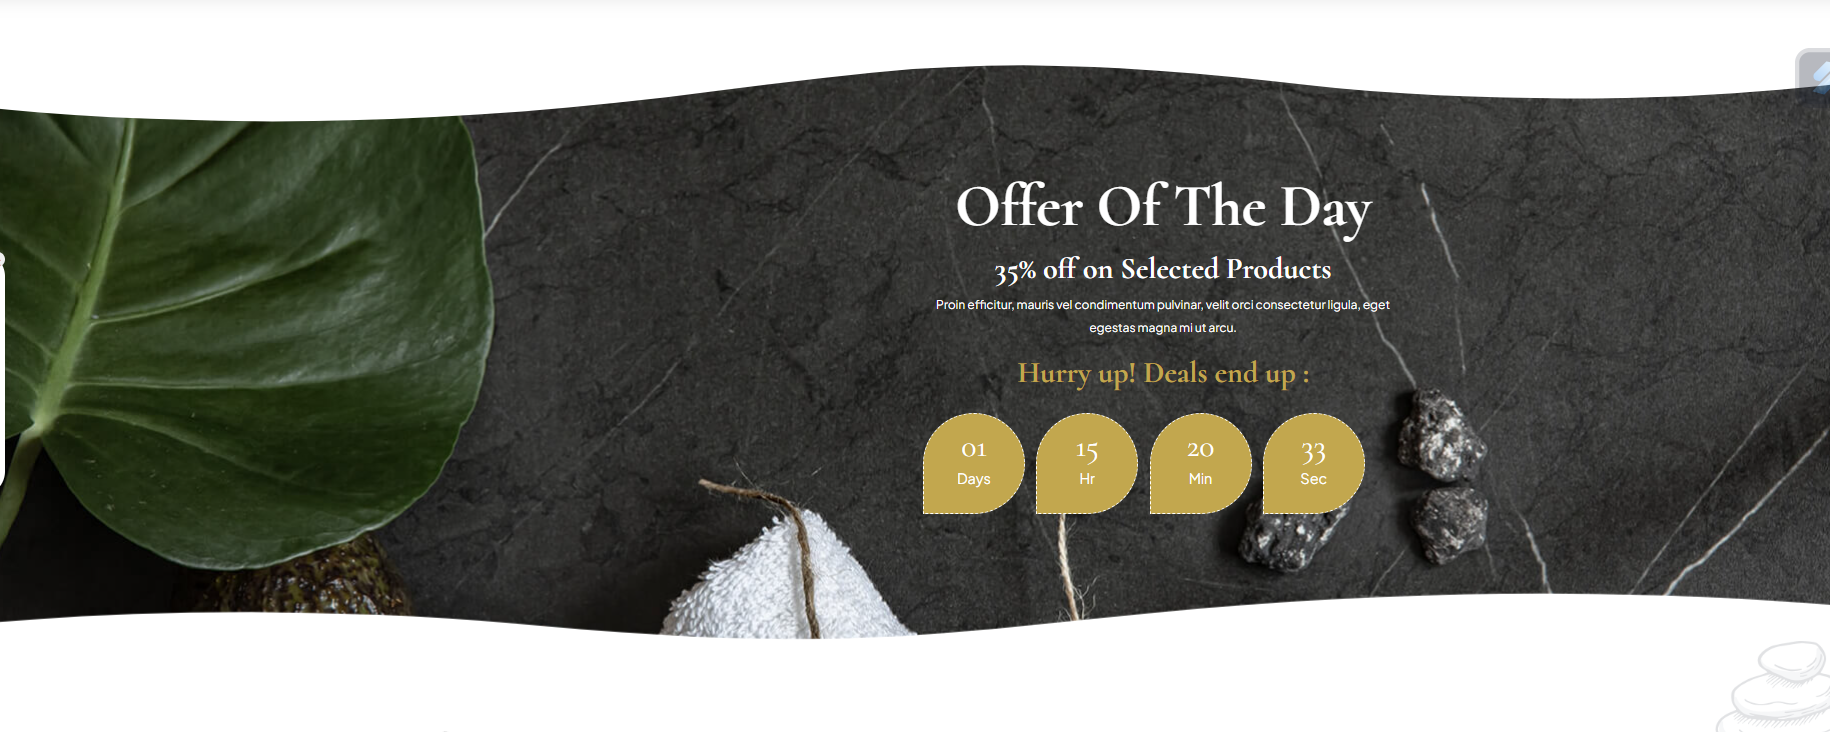 Offer Of The Day
35% off on Selected Products
Proin efficitur, mauris vel condimentum pulvinar, velit orci consectetur ligula, eget
egestas magna mi ut arcu.
Hurry up! Deals end up :
01 15 20 33
Days Hr Min Sec